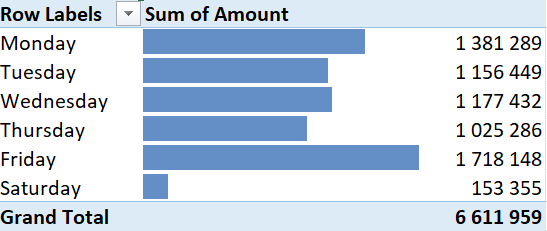 Row Labels Sum of Amount
Monday 1 381 289
Tuesday 1 156 449
Wednesday 1 177 432
Thursday 1 025 286
Friday 1 718 148
Saturday 153 355
Grand Total 6 611 959